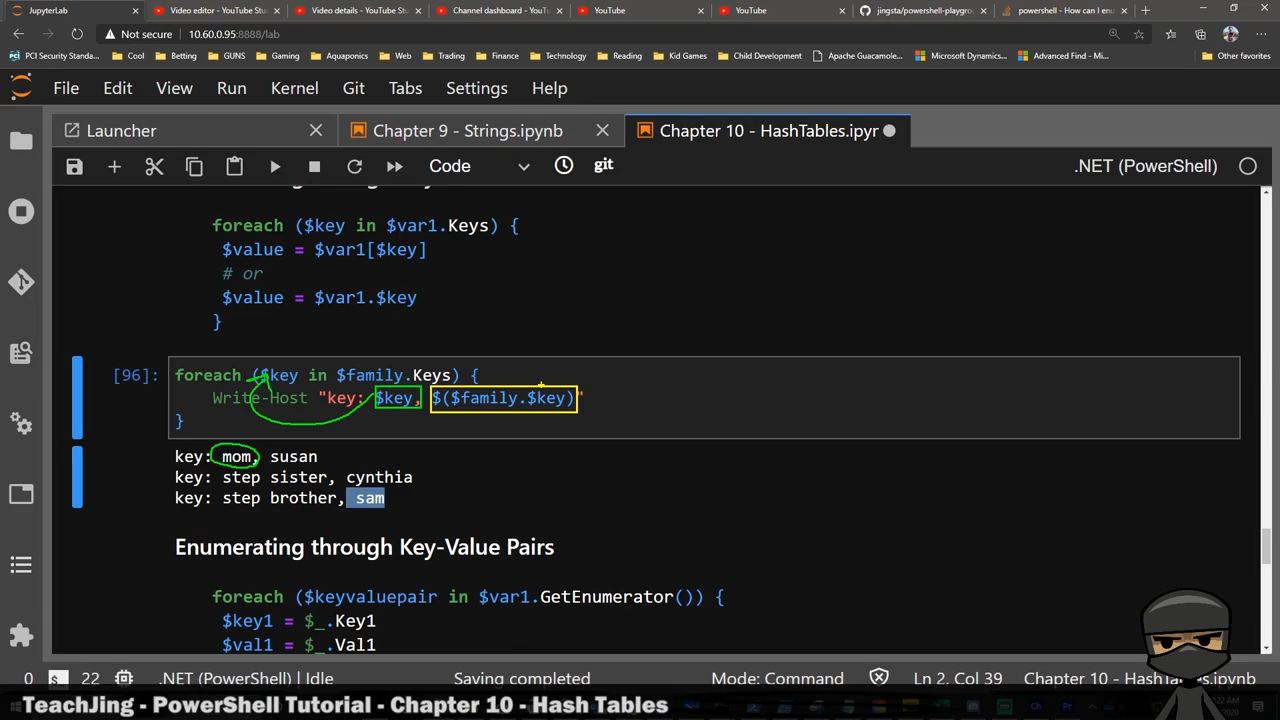 JupyterLab
Video editor - YouTube Stu
Video details - YouTube Stu
Channel dashboard - YouTu
YouTube
YouTube
jingsta/powershell-playgro
powershell - How can I enu
Not secure
10.60.0.95:8888/lab
PCI Security Standa...
Cool
Betting
GUNS
Gaming
Aquaponics
Web
Trading
Finance
Technology
Reading
Kid Games
Child Development
Apache Guacamole...
Microsoft Dynamics...
Advanced Find - Mi...
Other favorites
File Edit View Run Kernel Git Tabs Settings Help
Launcher
Chapter 9 - Strings.ipynb
Chapter 10 - HashTables.ipyr
Code
git
.NET (PowerShell)
foreach ($key in $var1.Keys) {
$value = $var1[$key]
# or
$value = $var1.$key
}
[96]:
foreach ($key in $family.Keys) {
Write-Host "key: $key, $($family.$key)"
}
key: mom, susan
key: step sister, cynthia
key: step brother, sam
Enumerating through Key-Value Pairs
foreach ($keyvaluepair in $var1.GetEnumerator()) {
$key1 = $_.Key1
$val1 = $_.Val1
0
$_
22
.NET (PowerShell) | Idle
Saving completed
Mode: Command
Ln 2, Col 39
Chapter 10 - HashTables.ipynb
TeachJing - PowerShell Tutorial - Chapter 10 - Hash Tables